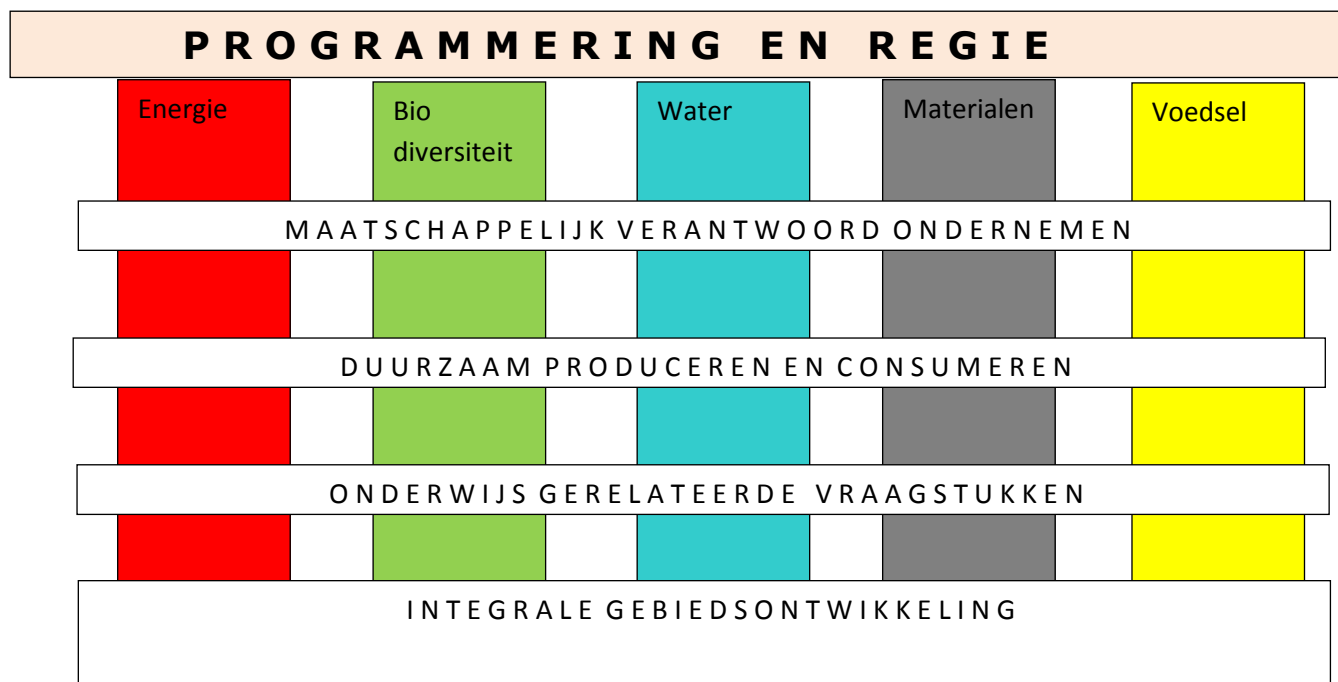 PROGRAMMERING EN REGIE
Energie
Bio
diversiteit
Water
Materialen
Voedsel
MAATSCHAPPELIJK VERANTWOORD ONDERNEMEN
DUURZAAM PRODUCEREN EN CONSUMEREN
ONDERWIJS GERELATEERDE VRAAGSTUKKEN
INTEGRALE GEBIEDSONTWIKKELING